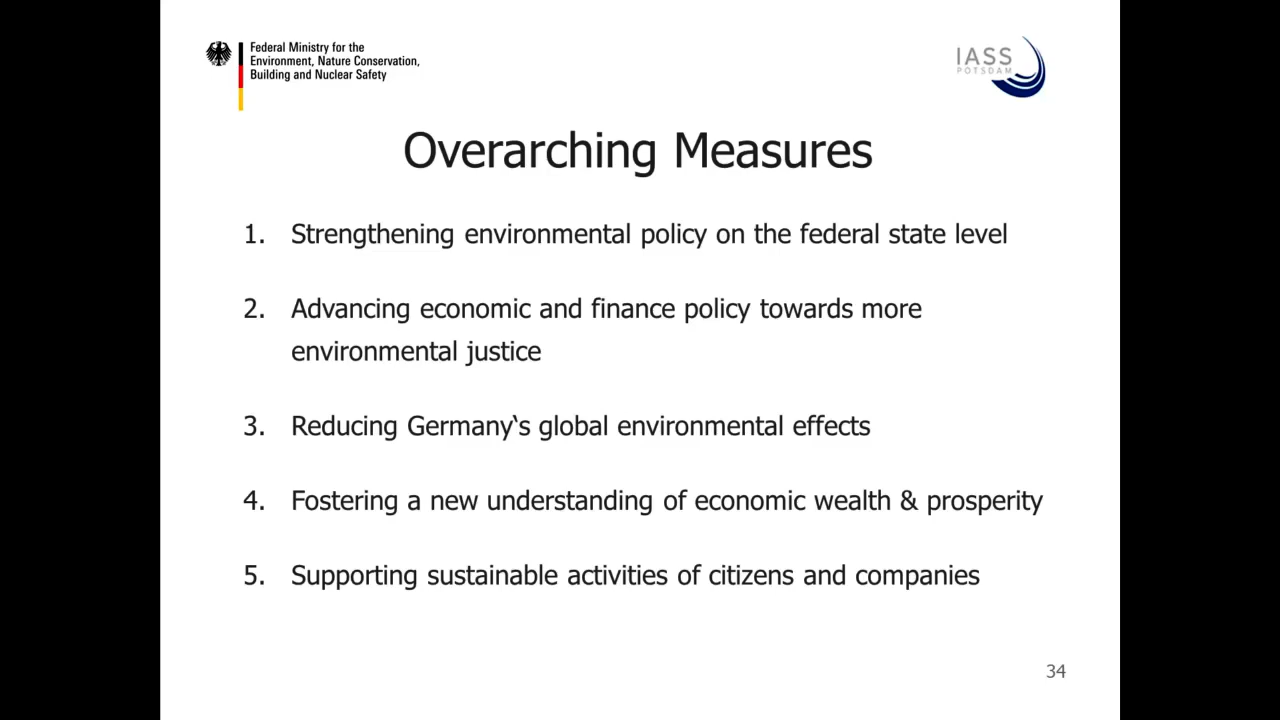 Federal Ministry for the
Environment, Nature Conservation,
Building and Nuclear Safety
IASS
POTSDAM
Overarching Measures
1. Strengthening environmental policy on the federal state level
2. Advancing economic and finance policy towards more
environmental justice
3. Reducing Germany‘s global environmental effects
4. Fostering a new understanding of economic wealth & prosperity
5. Supporting sustainable activities of citizens and companies
34